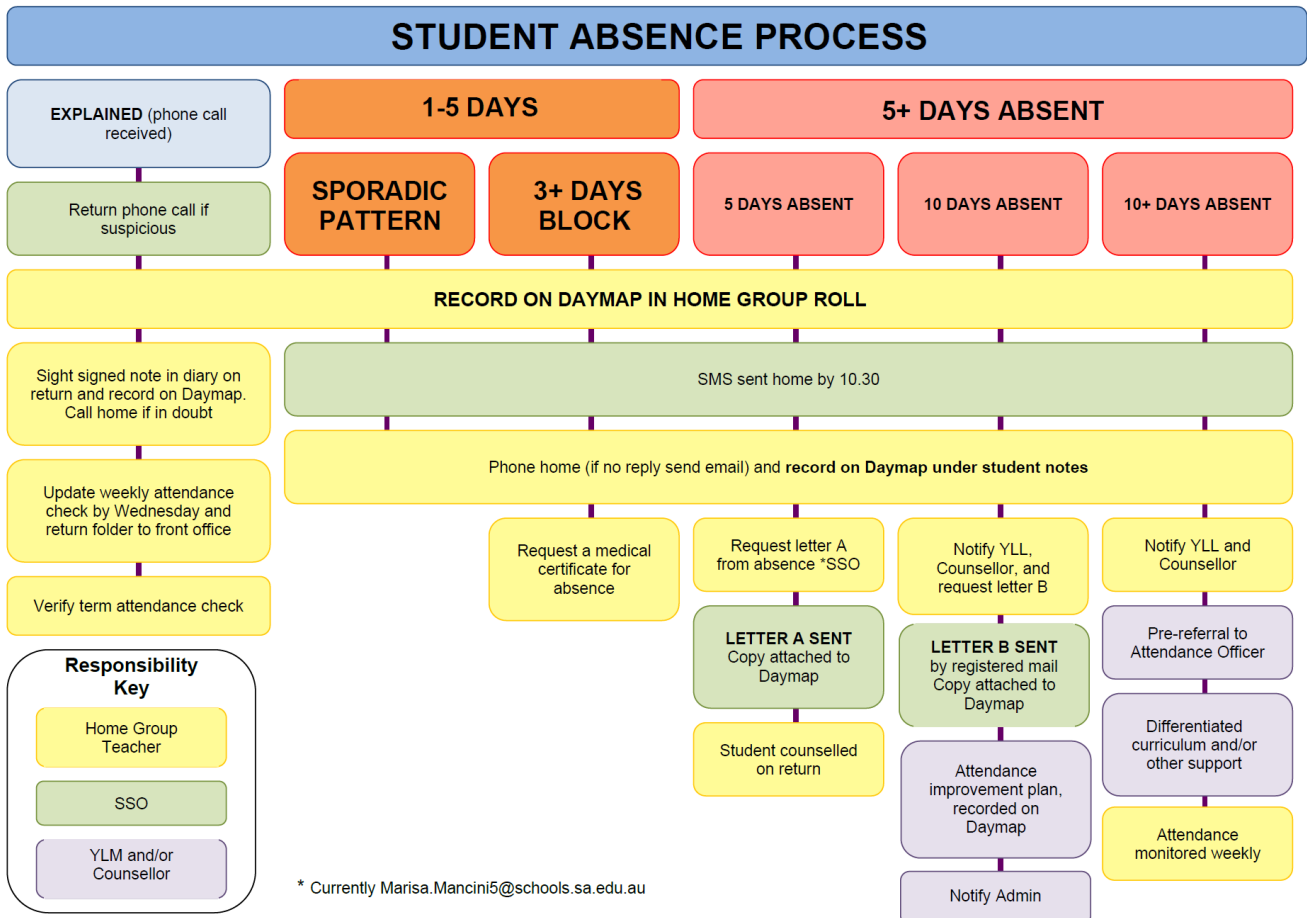 STUDENT ABSENCE PROCESS
EXPLAINED (phone call
received)
Return phone call if
suspicious
1-5 DAYS
5+ DAYS ABSENT
SPORADIC
PATTERN
3+ DAYS
BLOCK
5 DAYS ABSENT
10 DAYS ABSENT
10+ DAYS ABSENT
RECORD ON DAYMAP IN HOME GROUP ROLL
Sight signed note in diary on
return and record on Daymap.
Call home if in doubt
Update weekly attendance
check by Wednesday and
return folder to front office
Verify term attendance check
SMS sent home by 10.30
Phone home (if no reply send email) and record on Daymap under student notes
Request a medical
certificate for
absence
Request letter A
from absence *SSO
LETTER A SENT
Copy attached to
Daymap
Student counselled
on return
Notify YLL,
Counsellor, and
request letter B
LETTER B SENT
by registered mail
Copy attached to
Daymap
Attendance
improvement plan,
recorded on
Daymap
Notify Admin
Notify YLL and
Counsellor
Pre-referral to
Attendance Officer
Differentiated
curriculum and/or
other support
Attendance
monitored weekly
Responsibility
Key
Home Group
Teacher
SSO
YLM and/or
Counsellor
* Currently Marisa.Mancini5@schools.sa.edu.au